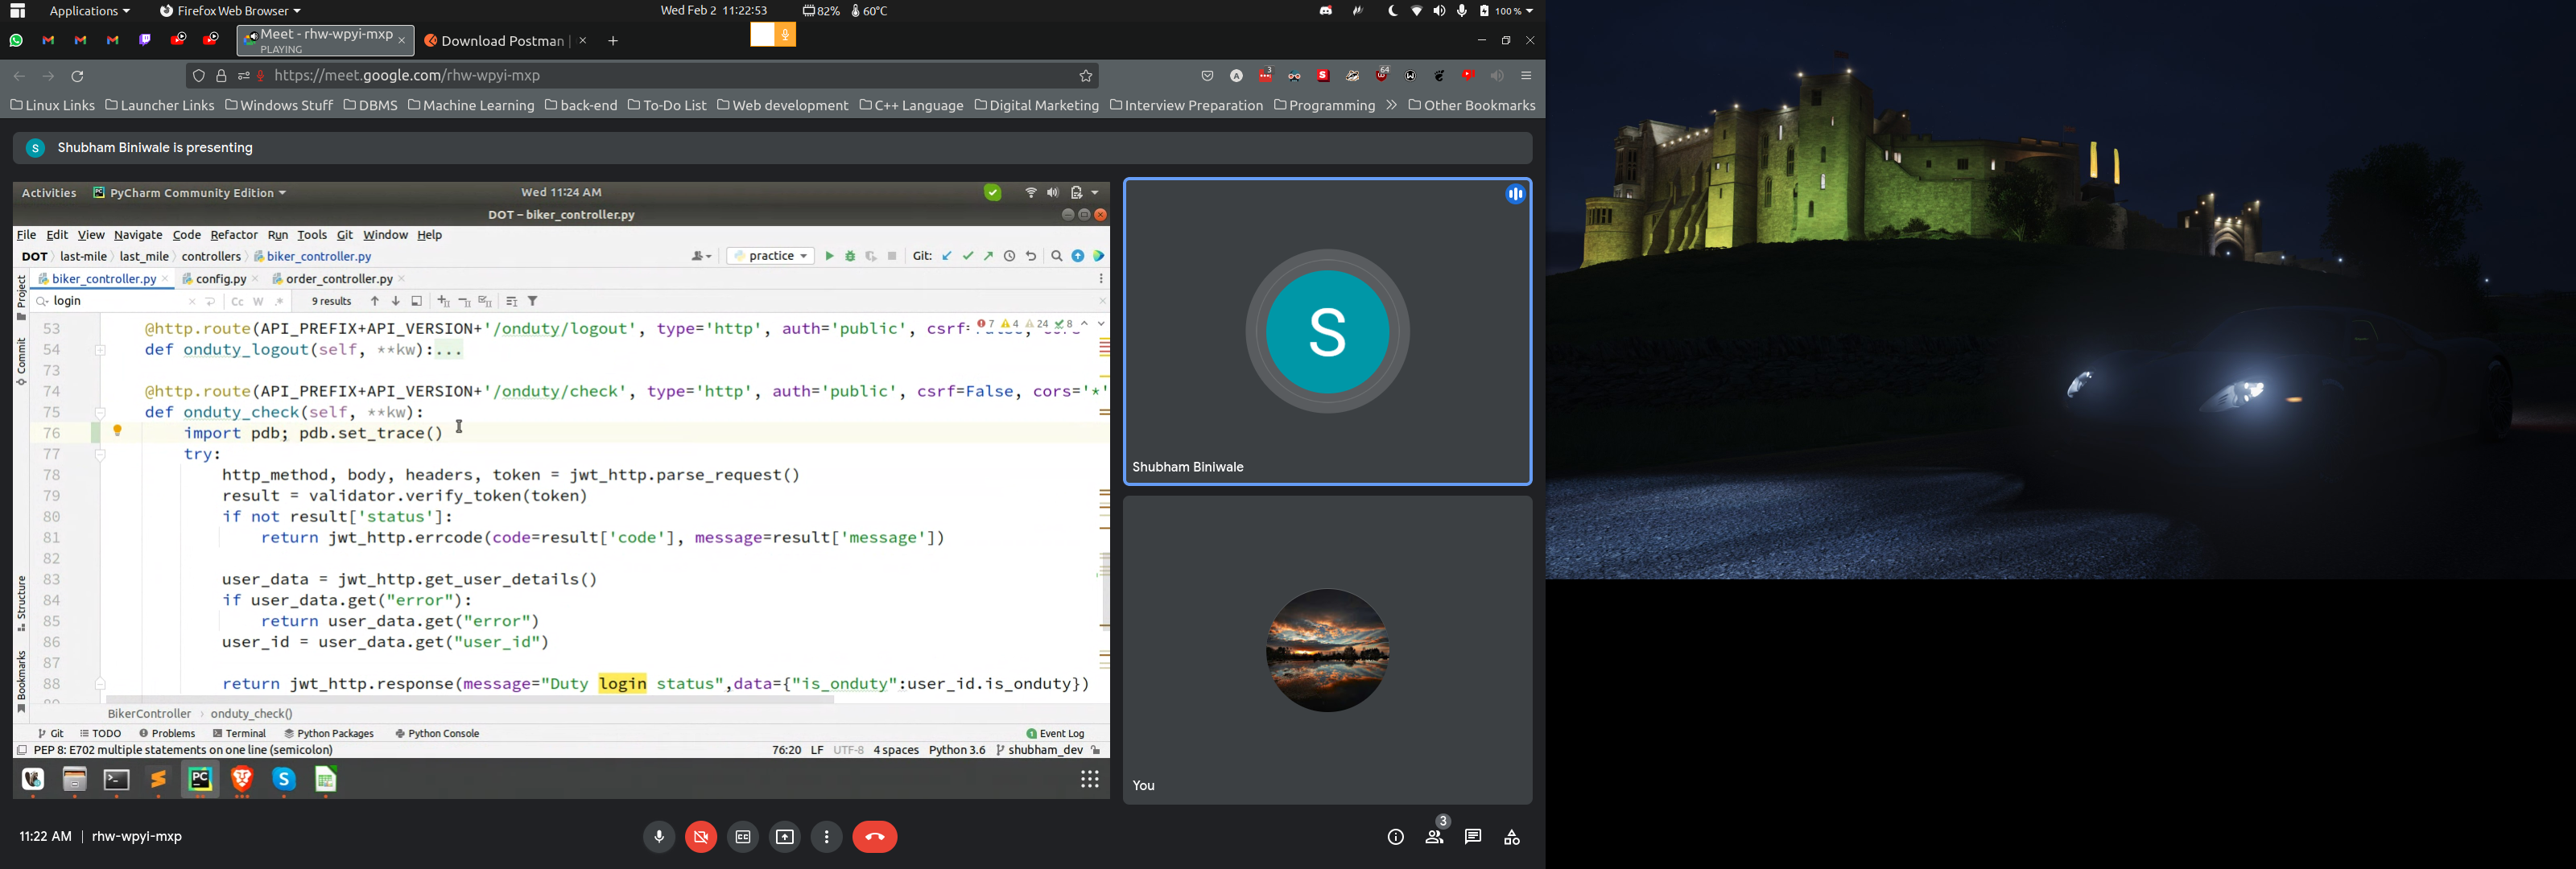 Applications
Firefox Web Browser
Wed Feb 2 11:22:53
82%
60°C
100 %
Meet - rhw-wpyi-mxp
PLAYING
Download Postman
https://meet.google.com/rhw-wpyi-mxp
3
64
Linux Links
Launcher Links
Windows Stuff
DBMS
Machine Learning
back-end
To-Do List
Web development
C++ Language
Digital Marketing
Interview Preparation
Programming
Other Bookmarks
S
Shubham Biniwale is presenting
Activities
PyCharm Community Edition
Wed 11:24 AM
DOT – biker_controller.py
File Edit View Navigate Code Refactor Run Tools Git Window Help
DOT last-mile last_mile controllers biker_controller.py
practice
Git:
Project
biker_controller.py
config.py
order_controller.py
login
Cc W .*
9 results
7 4 24 8
53 @http.route(API_PREFIX+API_VERSION+'/onduty/logout', type='http', auth='public', csrf=
54 def onduty_logout(self, **kw):...
73
74 @http.route(API_PREFIX+API_VERSION+'/onduty/check', type='http', auth='public', csrf=False, cors='*'
75 def onduty_check(self, **kw):
76 import pdb; pdb.set_trace()
77 try:
78 http_method, body, headers, token = jwt_http.parse_request()
79 result = validator.verify_token(token)
80 if not result['status']:
81 return jwt_http.errcode(code=result['code'], message=result['message'])
82
83 user_data = jwt_http.get_user_details()
84 if user_data.get("error"):
85 return user_data.get("error")
86 user_id = user_data.get("user_id")
87
88 return jwt_http.response(message="Duty login status",data={"is_onduty":user_id.is_onduty})
Commit
Structure
Bookmarks
BikerController onduty_check()
Git TODO Problems Terminal Python Packages Python Console
1 Event Log
PEP 8: E702 multiple statements on one line (semicolon)
76:20 LF UTF-8 4 spaces Python 3.6 shubham_dev
PC
S
S
Shubham Biniwale
You
11:22 AM | rhw-wpyi-mxp
3